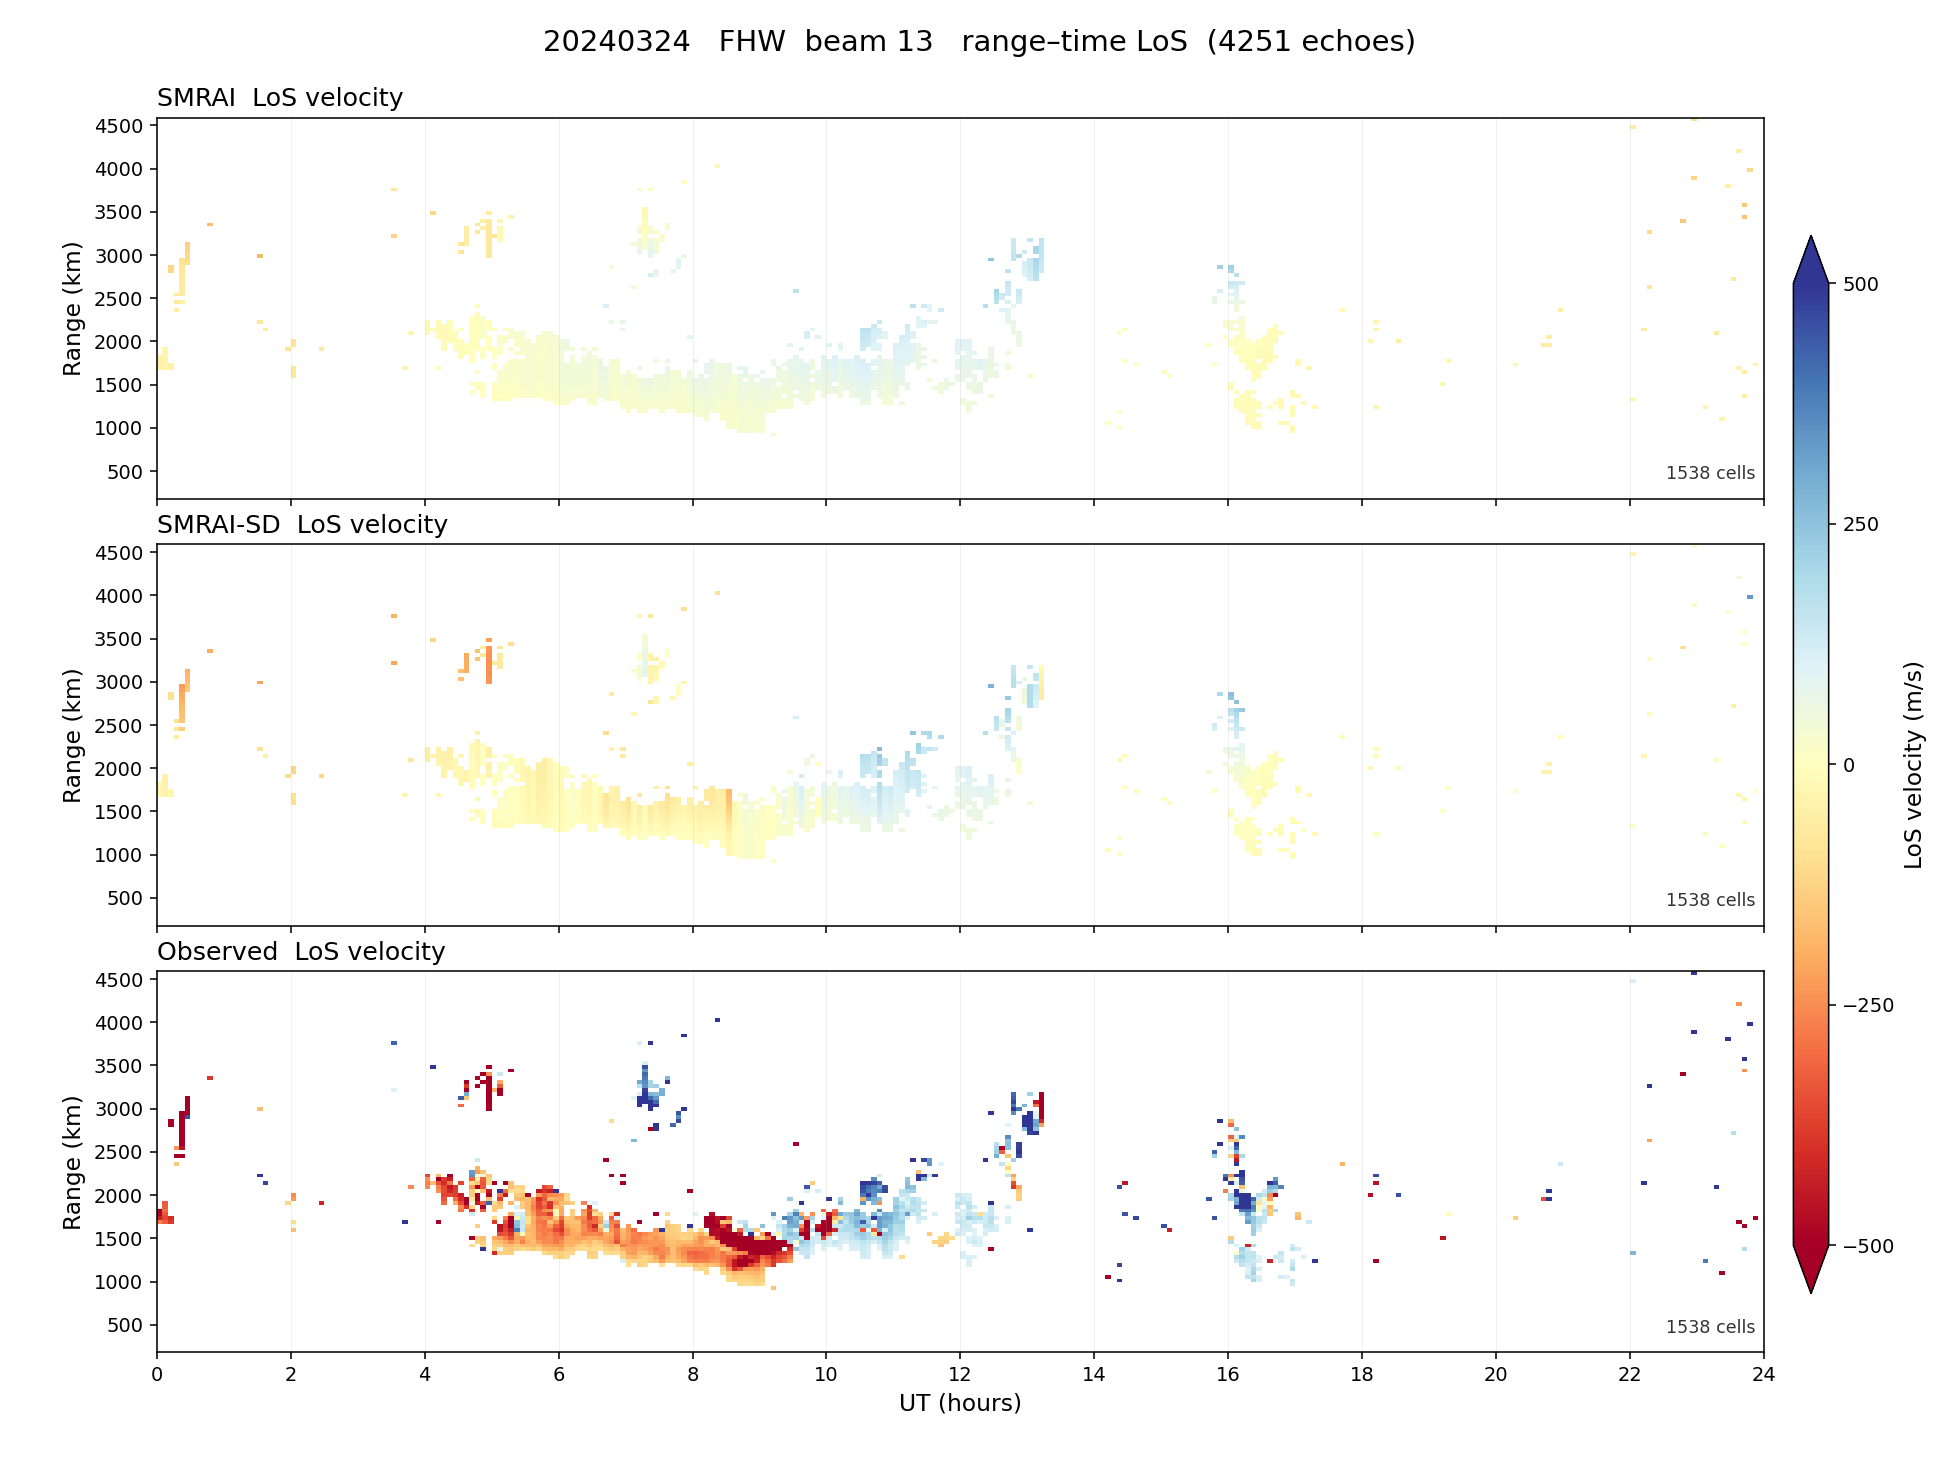 20240324   FHW  beam 13   range–time LoS  (4251 echoes)
SMRAI  LoS velocity
4500
4000
3500
3000
2500
2000
1500
1000
500
Range (km)
1538 cells
SMRAI-SD  LoS velocity
4500
4000
3500
3000
2500
2000
1500
1000
500
Range (km)
1538 cells
Observed  LoS velocity
4500
4000
3500
3000
2500
2000
1500
1000
500
Range (km)
1538 cells
0 2 4 6 8 10 12 14 16 18 20 22 24
UT (hours)
500
250
0
−250
−500
LoS velocity (m/s)